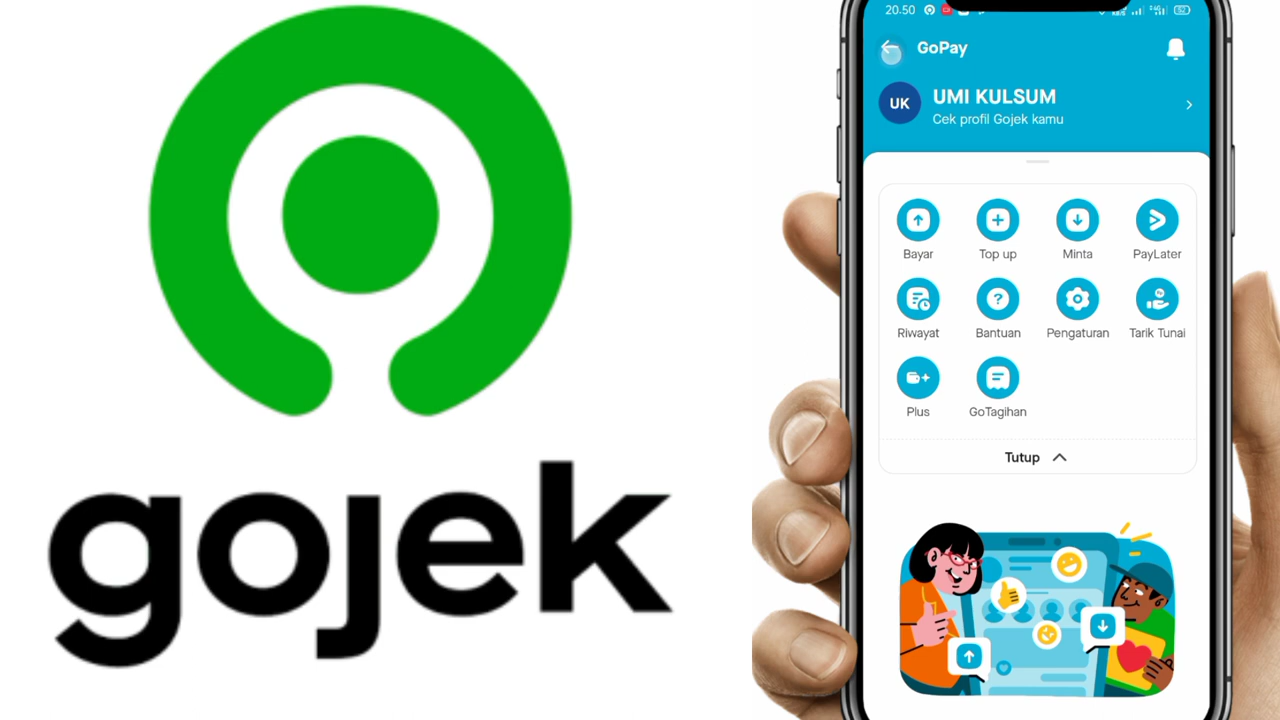 gojek
20.50
GoPay
UK
UMI KULSUM
Cek profil Gojek kamu
Bayar
Top up
Minta
PayLater
Riwayat
Bantuan
Pengaturan
Tarik Tunai
Plus
GoTagihan
Tutup